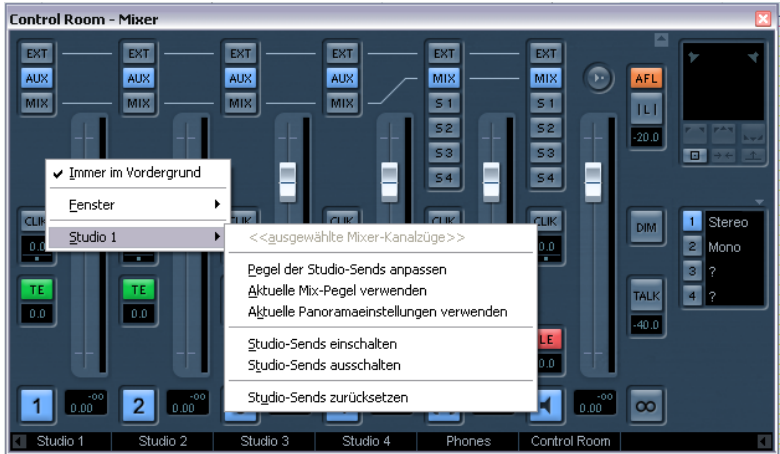 Control Room - Mixer
EXT EXT EXT EXT EXT EXT
AUX AUX AUX AUX MIX MIX AFL
MIX MIX MIX MIX S 1 S 1 |L|
S 2 S 2 -20.0
S 3 S 3
S 4 S 4
Immer im Vordergrund
Fenster
Studio 1
<<ausgewählte Mixer-Kanalzüge>>
Pegel der Studio-Sends anpassen
Aktuelle Mix-Pegel verwenden
Aktuelle Panoramaeinstellungen verwenden
Studio-Sends einschalten
Studio-Sends ausschalten
Studio-Sends zurücksetzen
DIM
1 Stereo
2 Mono
3 ?
4 ?
TE TE TALK
0.0 0.0 -40.0
LE
1 -oo 0.00 2 -oo 0.00 -oo 0.00
Studio 1 Studio 2 Studio 3 Studio 4 Phones Control Room